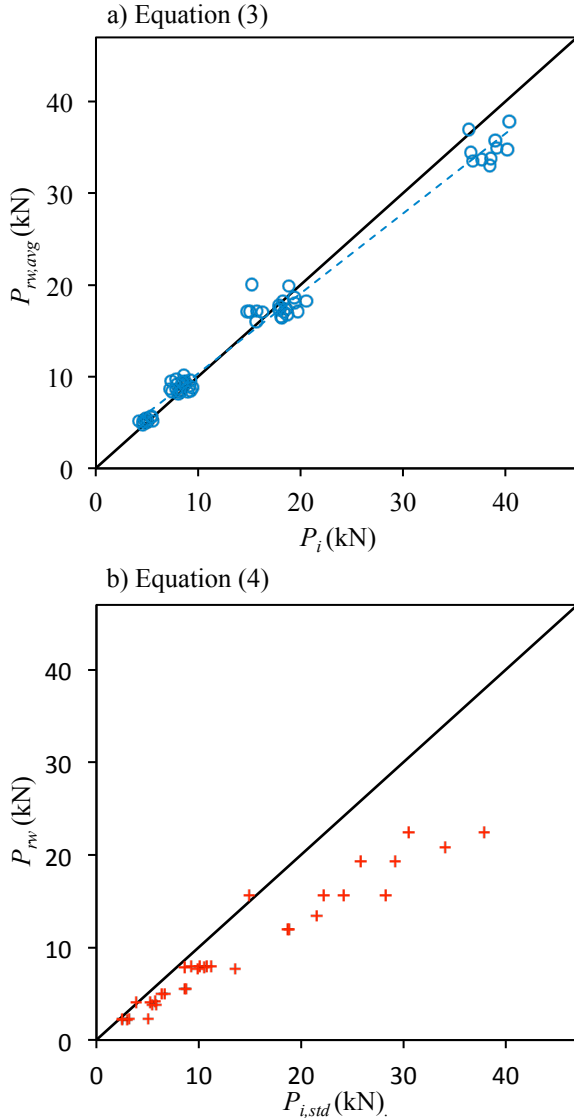 a) Equation (3)
40
30
20
10
0
P_rw,avg (kN)
0 10 20 30 40
P_i (kN)
b) Equation (4)
40
30
20
10
0
P_rw (kN)
0 10 20 30 40
P_i,std (kN).